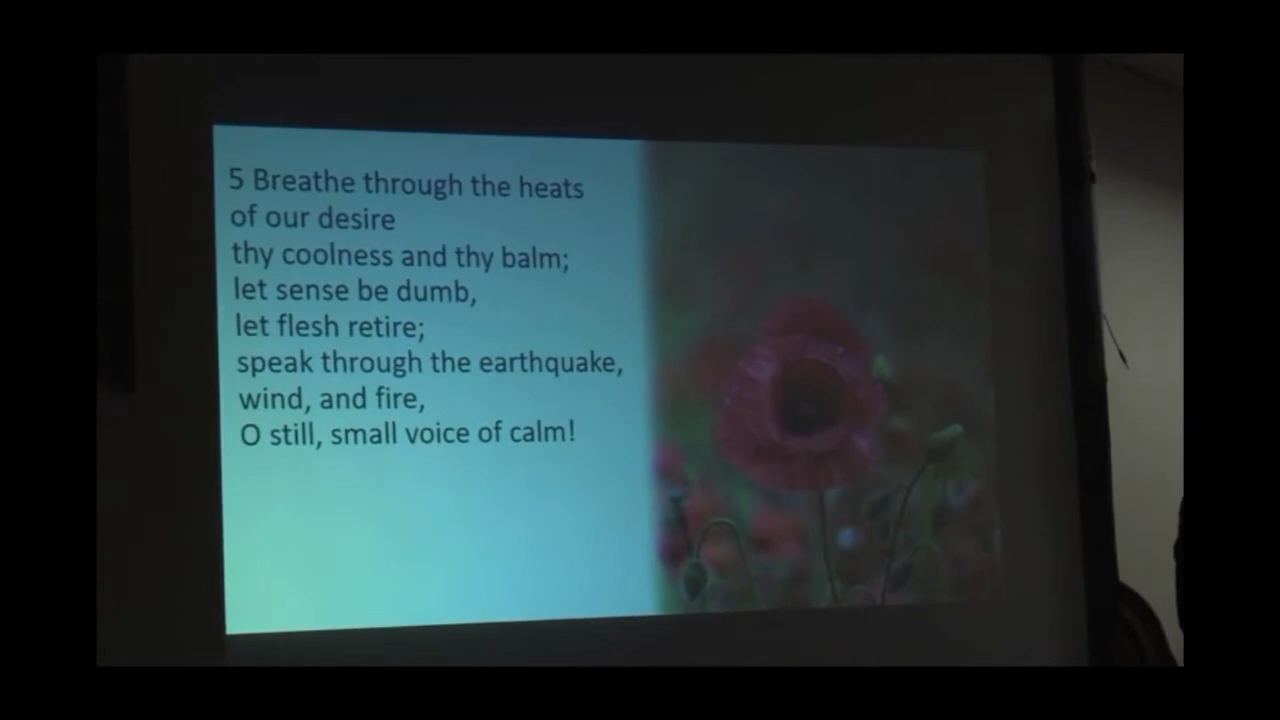 5 Breathe through the heats
of our desire
thy coolness and thy balm;
let sense be dumb,
let flesh retire;
speak through the earthquake,
wind, and fire,
O still, small voice of calm!